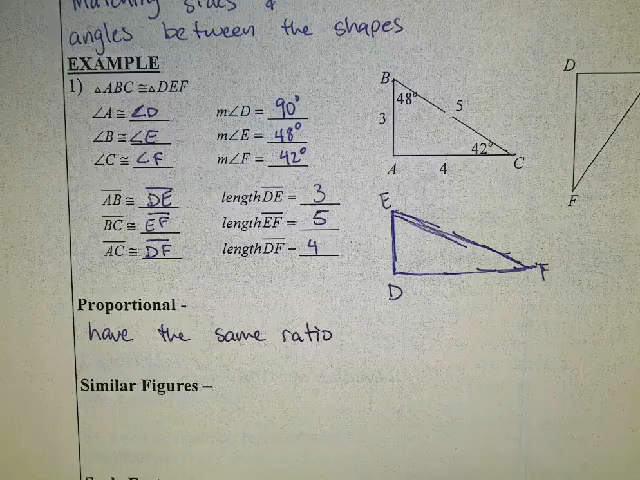 Matching sides &
angles between the shapes
EXAMPLE
1) △ABC ≅ △DEF
∠A ≅ ∠D m∠D = 90°
∠B ≅ ∠E m∠E = 48°
∠C ≅ ∠F m∠F = 42°
AB ≅ DE length DE = 3
BC ≅ EF length EF = 5
AC ≅ DF length DF = 4
B 48° 5
3
42° C
A 4
D
F
E
F
D
Proportional -
have the same ratio
Similar Figures –